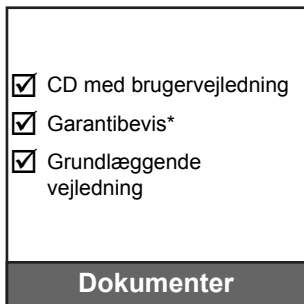 CD med brugervejledning
Garantibevis*
Grundlæggende
vejledning
Dokumenter